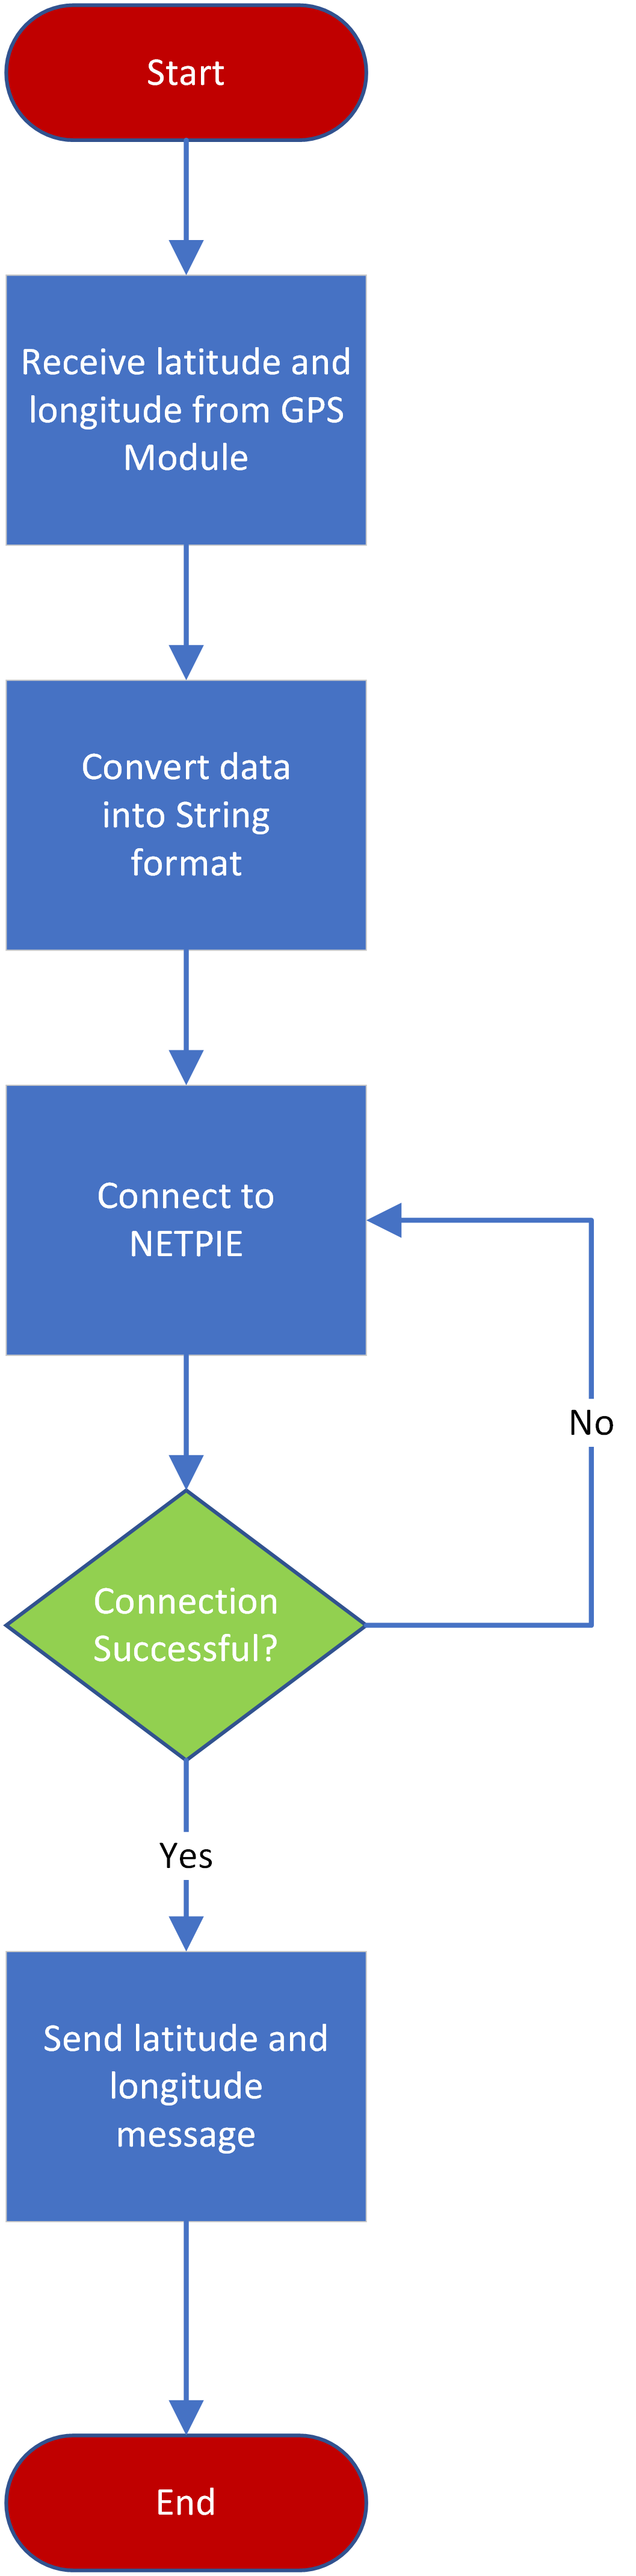 Start
Receive latitude and
longitude from GPS
Module
Convert data
into String
format
Connect to
NETPIE
No
Connection
Successful?
Yes
Send latitude and
longitude
message
End